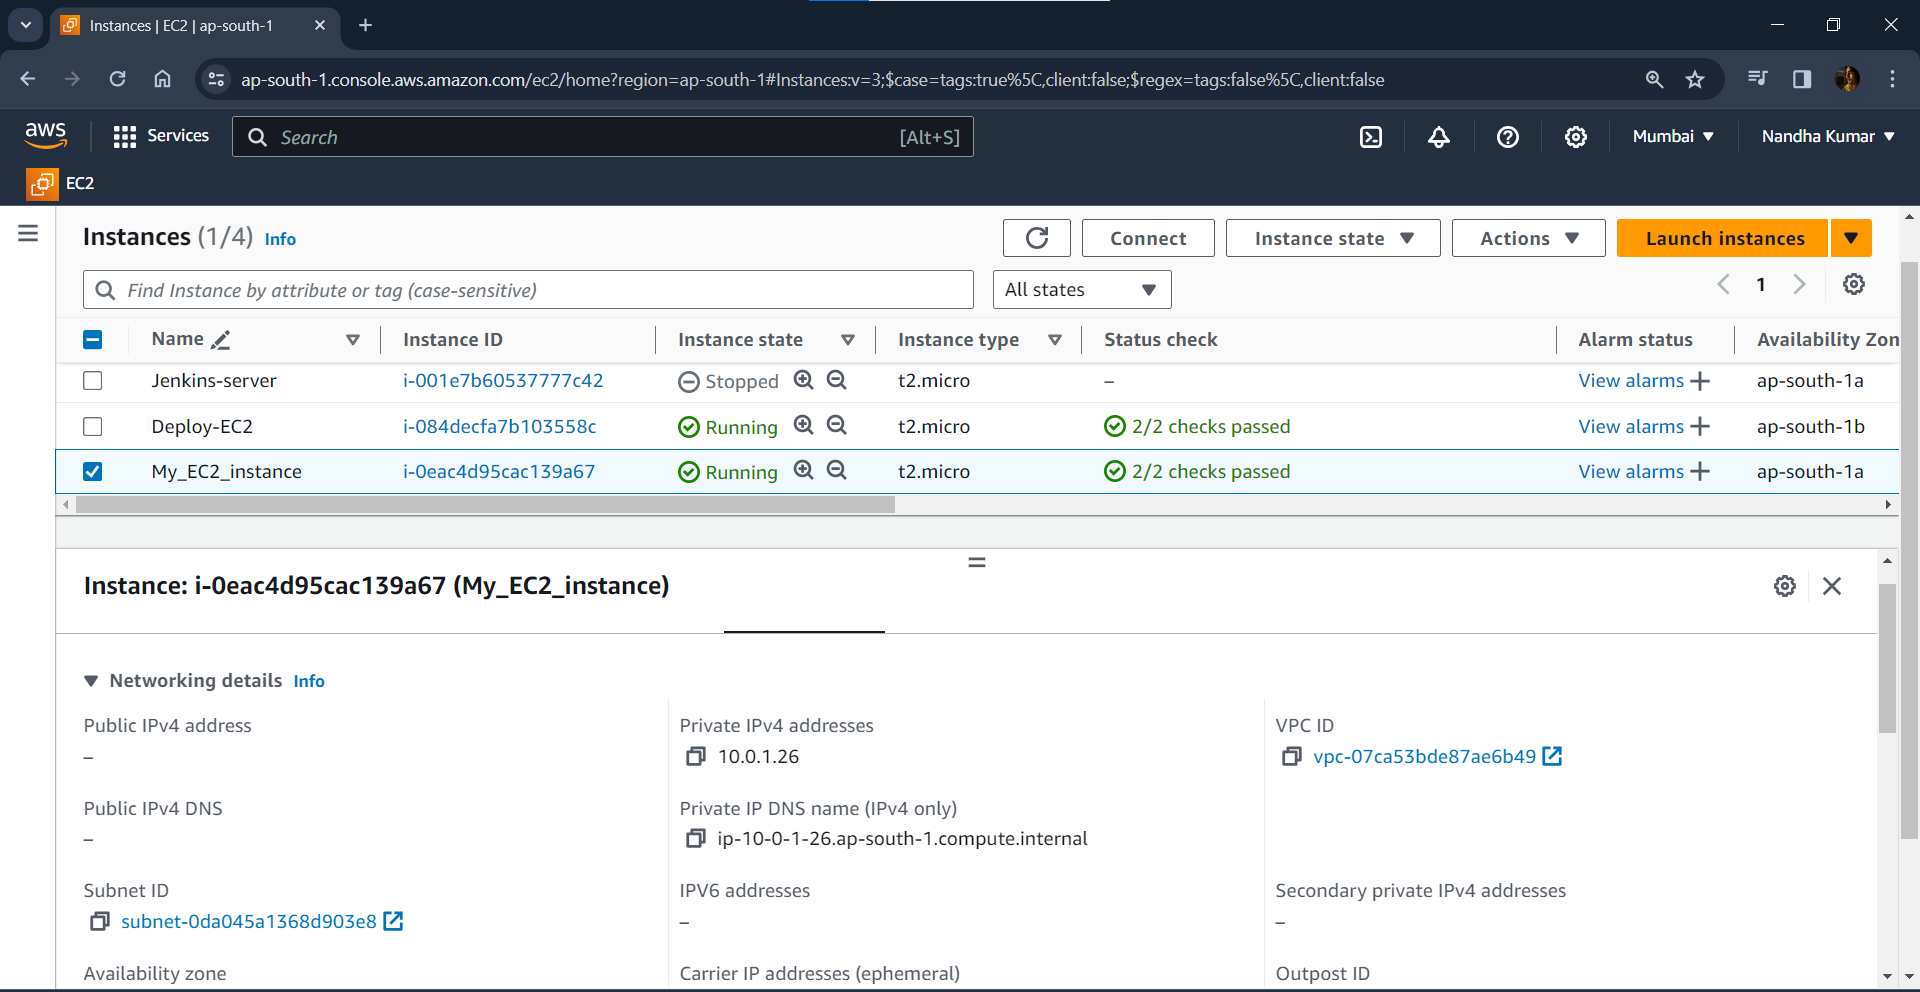 Instances | EC2 | ap-south-1
ap-south-1.console.aws.amazon.com/ec2/home?region=ap-south-1#Instances:v=3;$case=tags:true%5C,client:false;$regex=tags:false%5C,client:false
aws Services Search [Alt+S] Mumbai Nandha Kumar
EC2
Instances (1/4) Info Connect Instance state Actions Launch instances
Find Instance by attribute or tag (case-sensitive) All states 1
Name Instance ID Instance state Instance type Status check Alarm status Availability Zon
Jenkins-server i-001e7b60537777c42 Stopped t2.micro – View alarms ap-south-1a
Deploy-EC2 i-084decfa7b103558c Running t2.micro 2/2 checks passed View alarms ap-south-1b
My_EC2_instance i-0eac4d95cac139a67 Running t2.micro 2/2 checks passed View alarms ap-south-1a
Instance: i-0eac4d95cac139a67 (My_EC2_instance)
Networking details Info
Public IPv4 address
–
Private IPv4 addresses
10.0.1.26
VPC ID
vpc-07ca53bde87ae6b49
Public IPv4 DNS
–
Private IP DNS name (IPv4 only)
ip-10-0-1-26.ap-south-1.compute.internal
Subnet ID
subnet-0da045a1368d903e8
IPV6 addresses
–
Secondary private IPv4 addresses
–
Availability zone
Carrier IP addresses (ephemeral)
Outpost ID